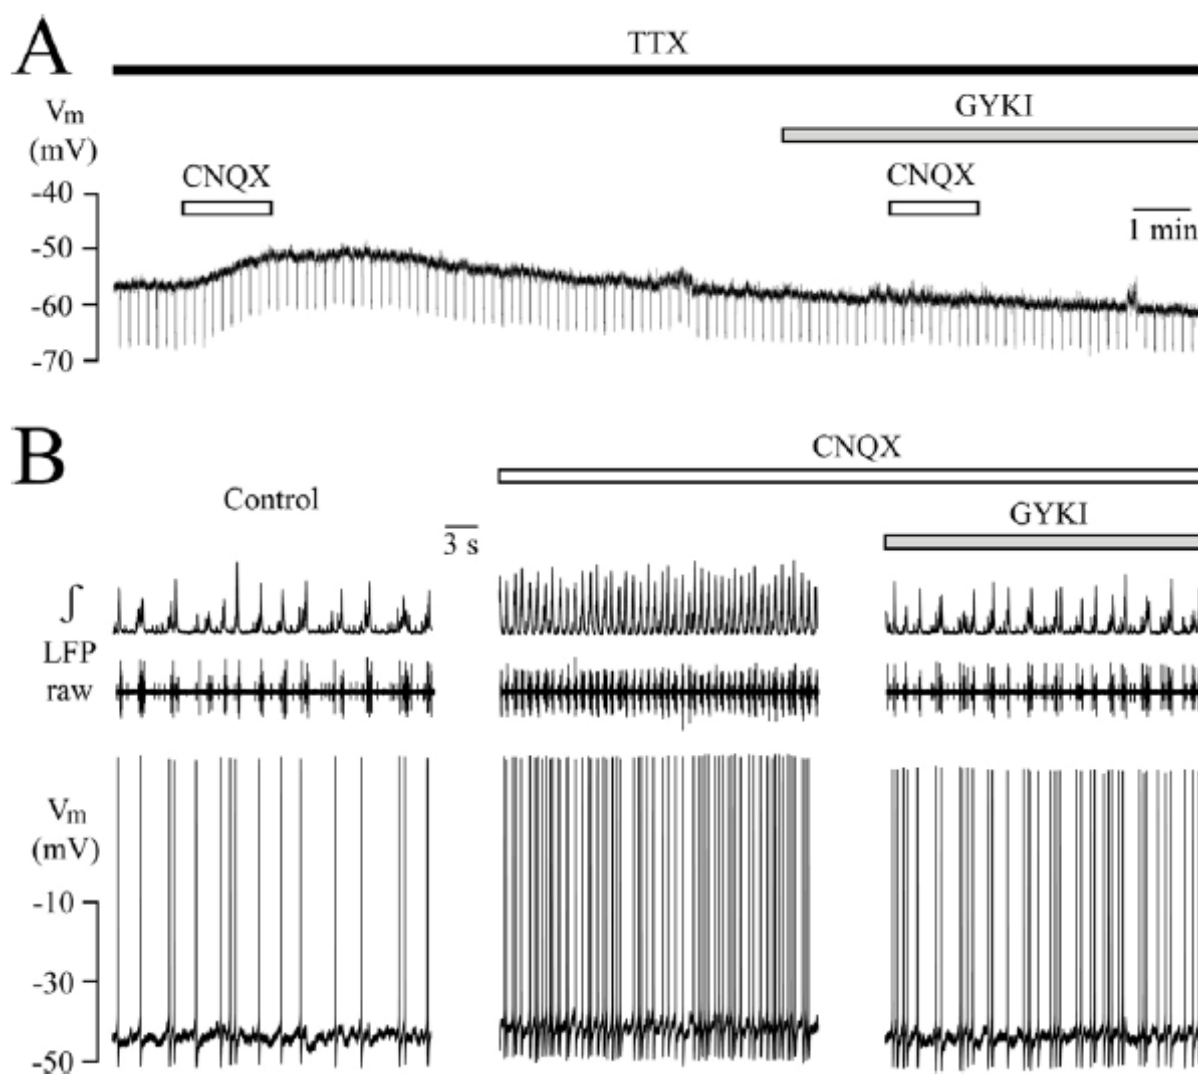 A
TTX
Vm
(mV)
GYKI
CNQX
CNQX
-40
-50
-60
-70
1 min
B
CNQX
Control
GYKI
3 s
∫
LFP
raw
Vm
(mV)
-10
-30
-50